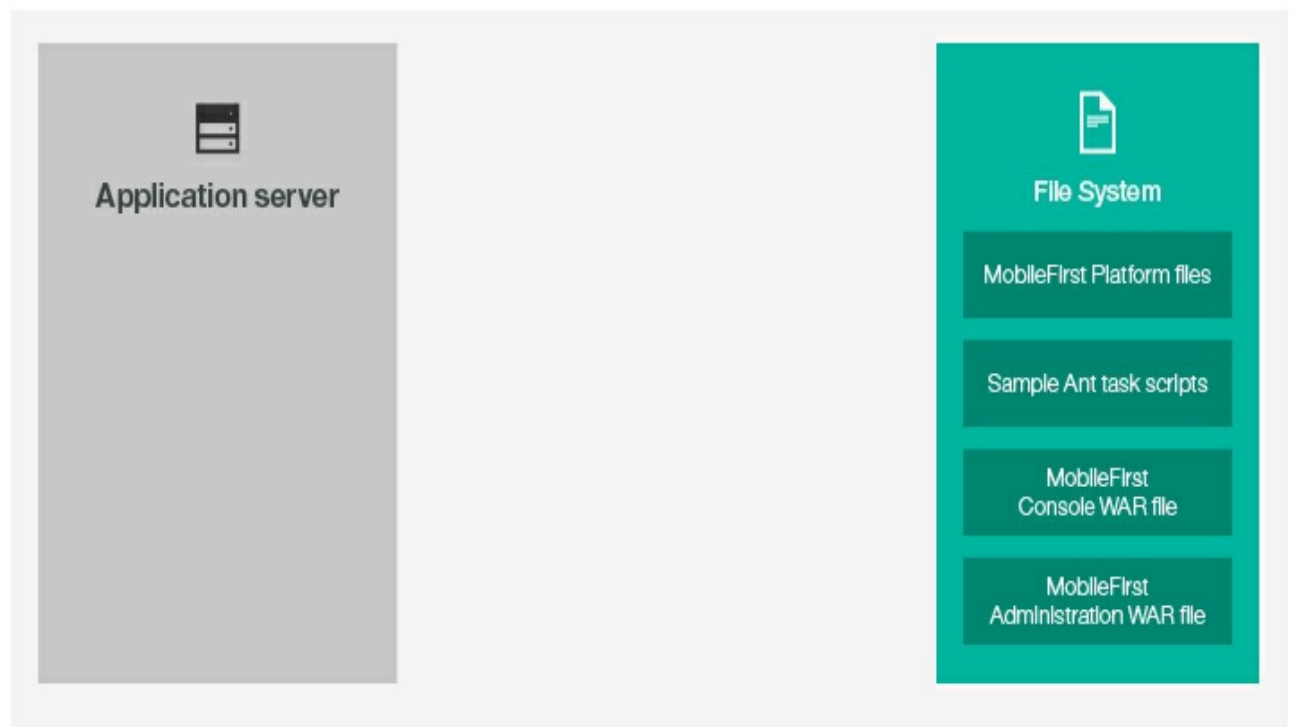 Application server
File System
MobileFirst Platform files
Sample Ant task scripts
MobileFirst
Console WAR file
MobileFirst
Administration WAR file